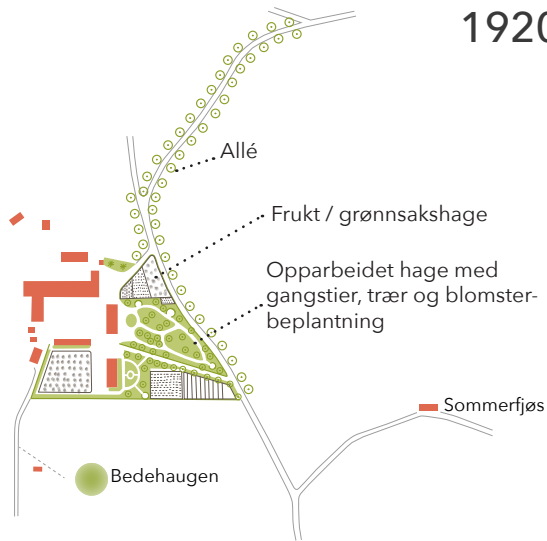 1920
Allé
Frukt / grønnsakshage
Opparbeidet hage med
gangstier, trær og blomster-
beplantning
Sommerfjøs
Bedehaugen